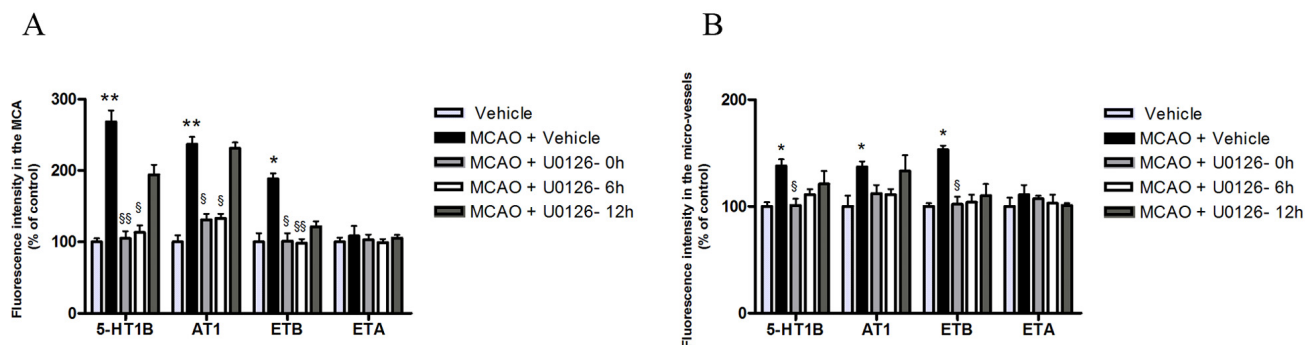 A
Fluorescence intensity in the MCA
(% of control)
300
200
100
0
**
§§
§
**
§
§
*
§
§§
5-HT1B
AT1
ETB
ETA
Vehicle
MCAO + Vehicle
MCAO + U0126- 0h
MCAO + U0126- 6h
MCAO + U0126- 12h
B
Fluorescence intensity in the micro-vessels
(% of control)
200
100
0
*
§
*
*
§
5-HT1B
AT1
ETB
ETA
Vehicle
MCAO + Vehicle
MCAO + U0126- 0h
MCAO + U0126- 6h
MCAO + U0126- 12h